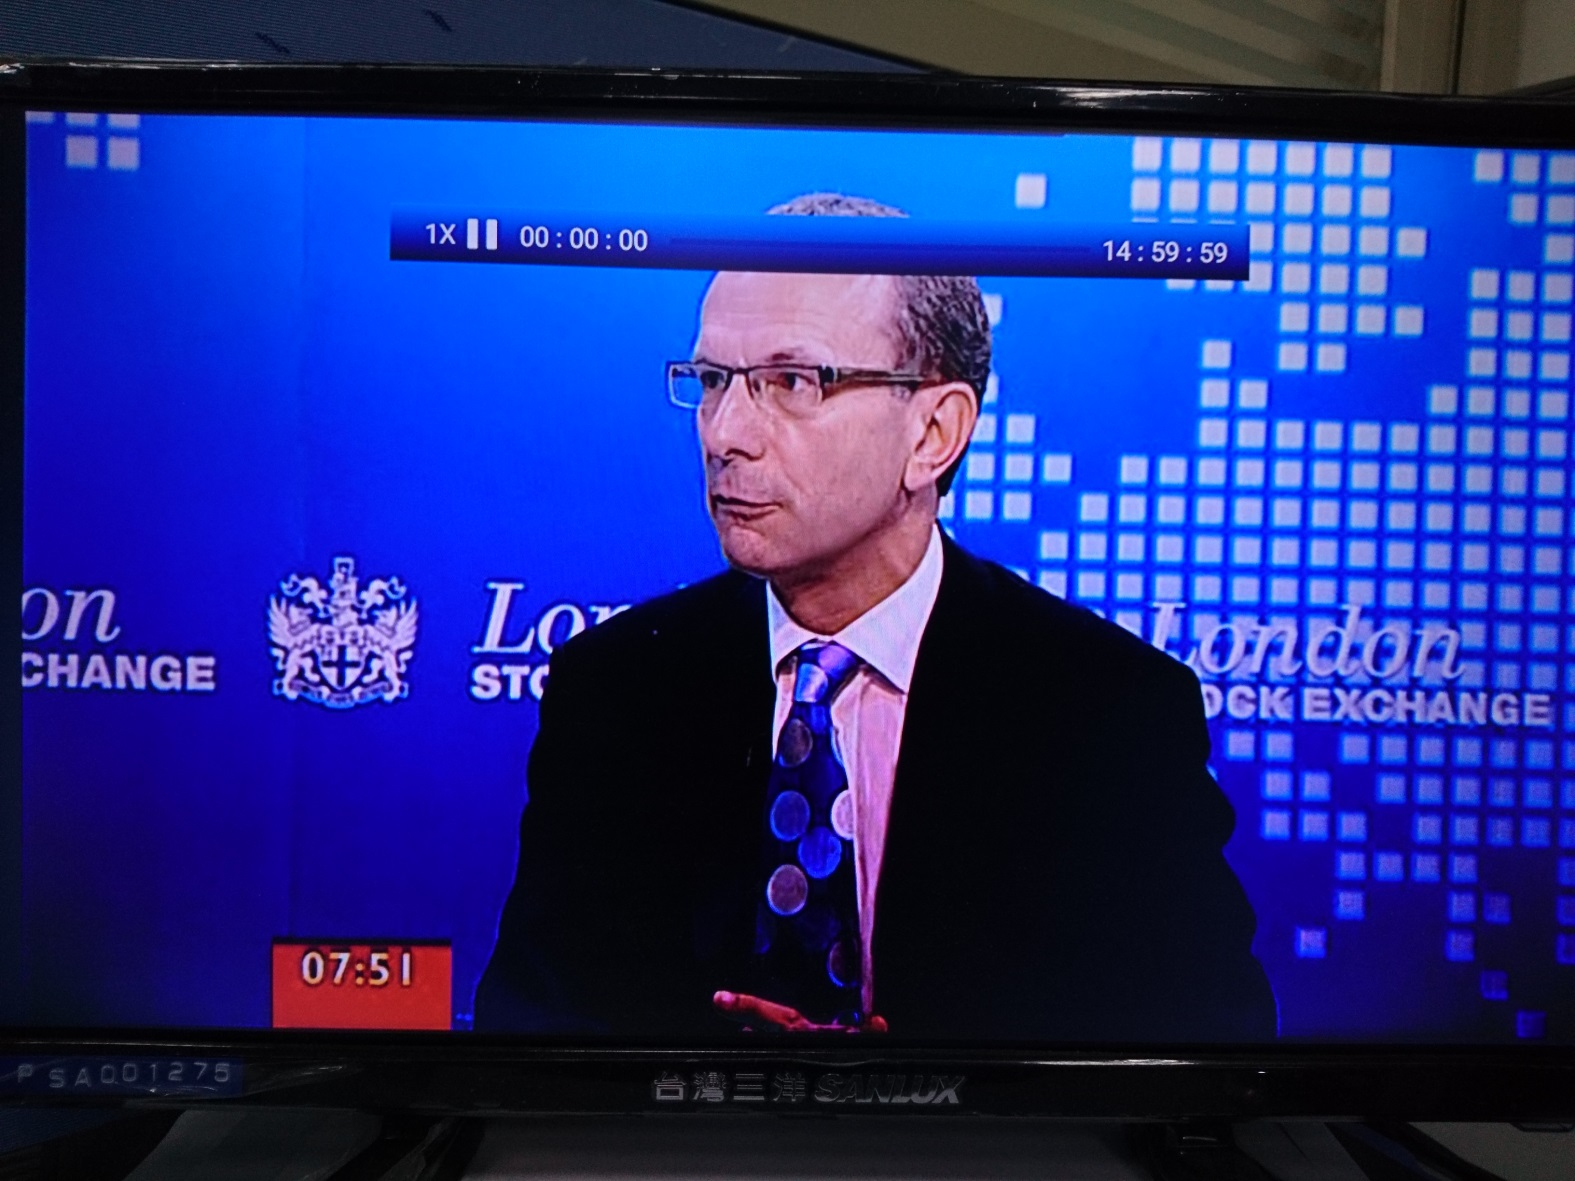 1X 00:00:00 14:59:59
on
CHANGE
Lon
STO
London
OCK EXCHANGE
07:51
PSA001275
台灣三洋 SANLUX